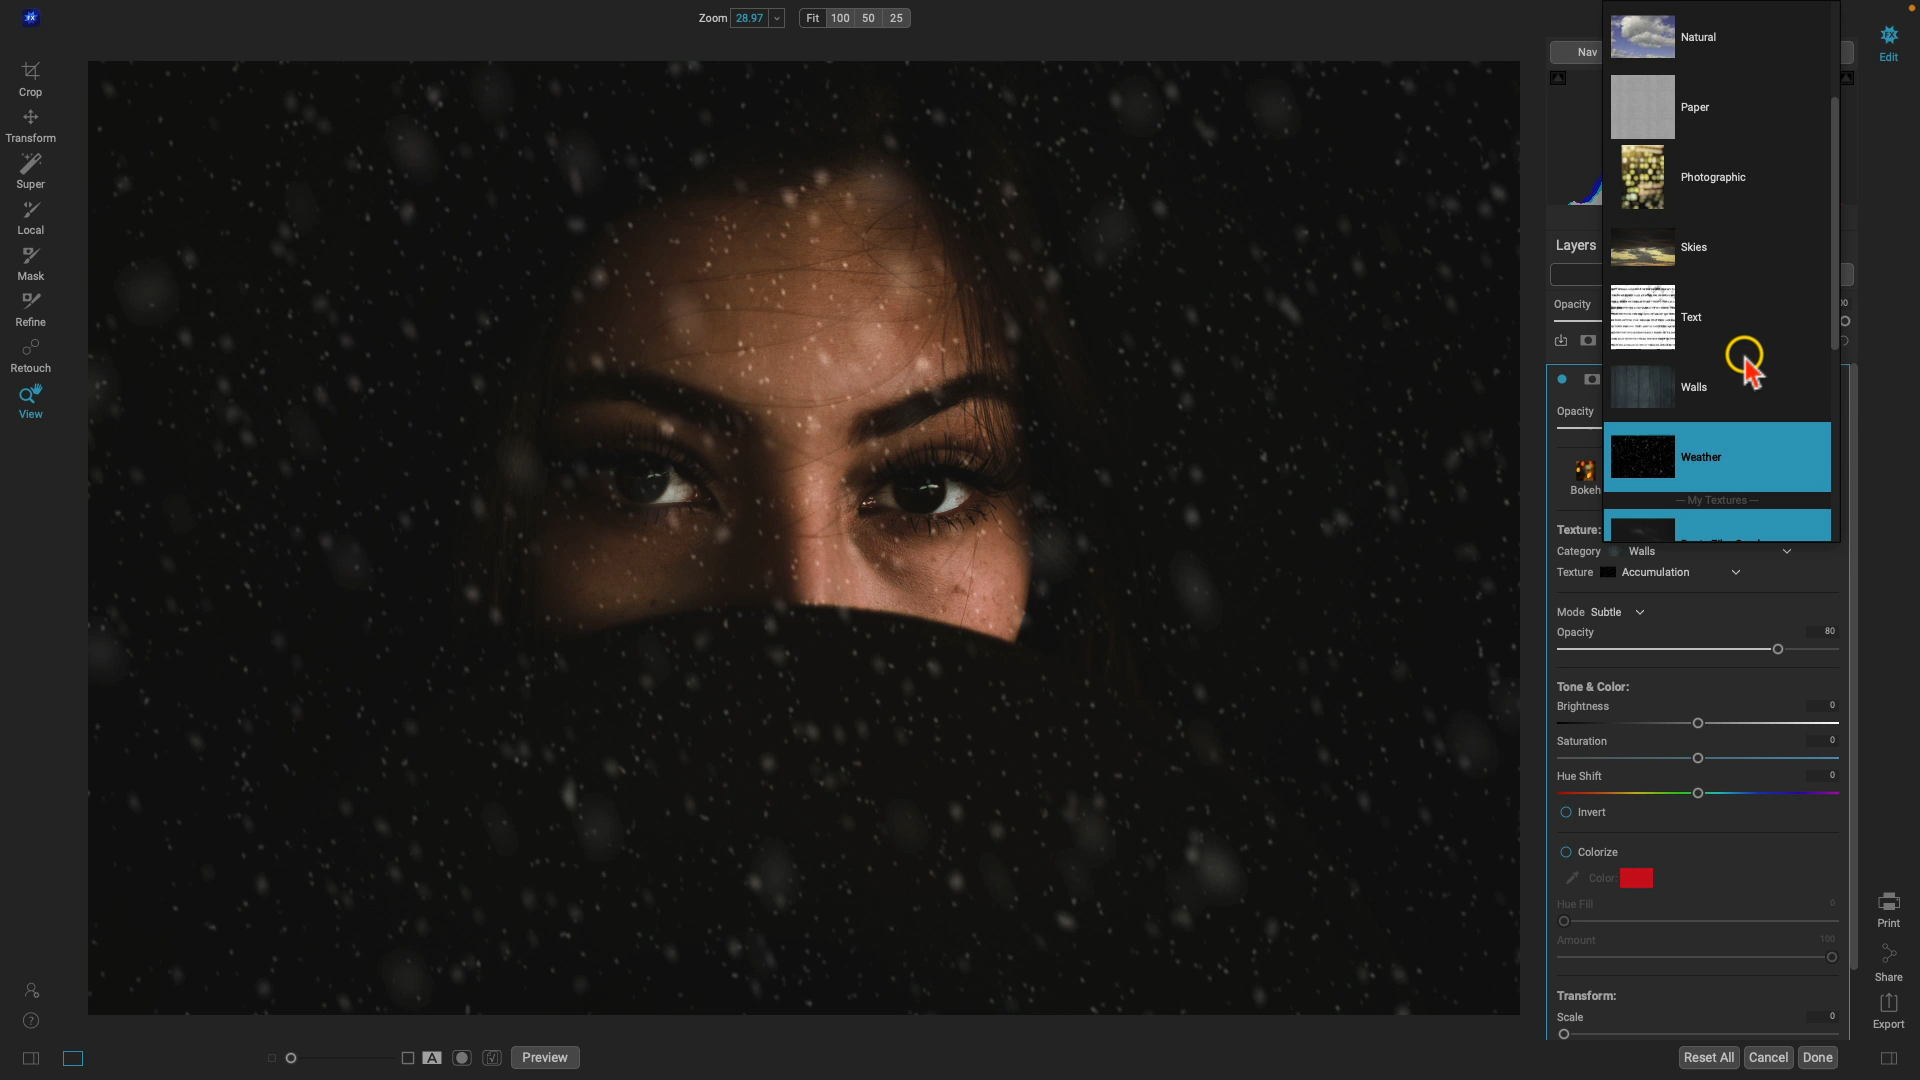 Zoom 28.97 Fit 100 50 25
Edit
Crop
Transform
Super
Local
Mask
Refine
Retouch
View
Nav
Natural
Paper
Photographic
Skies
Text
Walls
Weather
— My Textures —
Layers
Opacity
Opacity
Bokeh
Texture:
Category Walls
Texture Accumulation
Mode Subtle
Opacity 80
Tone & Color:
Brightness 0
Saturation 0
Hue Shift 0
Invert
Colorize
Color:
Hue Fill 0
Amount 100
Transform:
Scale 0
Print
Share
Export
A
Preview
Reset All Cancel Done